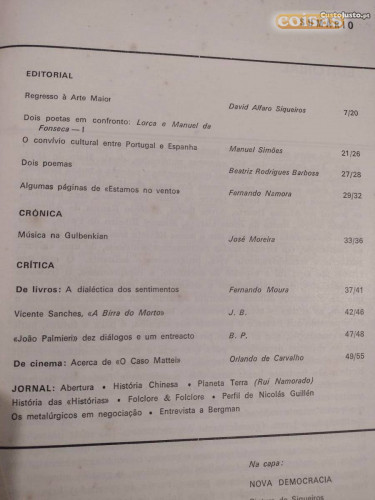 CustoJusto.pt
coisas
EDITORIAL
Regresso à Arte Maior David Alfaro Siqueiros 7/20
Dois poetas em confronto: Lorca e Manuel da
Fonseca — I
O convívio cultural entre Portugal e Espanha Manuel Simões 21/26
Dois poemas Beatriz Rodrigues Barbosa 27/28
Algumas páginas de «Estamos no vento» Fernando Namora 29/32
CRÓNICA
Música na Gulbenkian José Moreira 33/36
CRÍTICA
De livros: A dialéctica dos sentimentos Fernando Moura 37/41
Vicente Sanches, «A Birra do Morto» J. B. 42/46
«João Palmieri» dez diálogos e um entreacto B. P. 47/48
De cinema: Acerca de «O Caso Mattei» Orlando de Carvalho 49/55
JORNAL: Abertura • História Chinesa • Planeta Terra (Rui Namorado)
História das «Histórias» • Folclore & Folclore • Perfil de Nicolás Guillén
Os metalúrgicos em negociação • Entrevista a Bergman
Na capa:
NOVA DEMOCRACIA
de Siqueiros